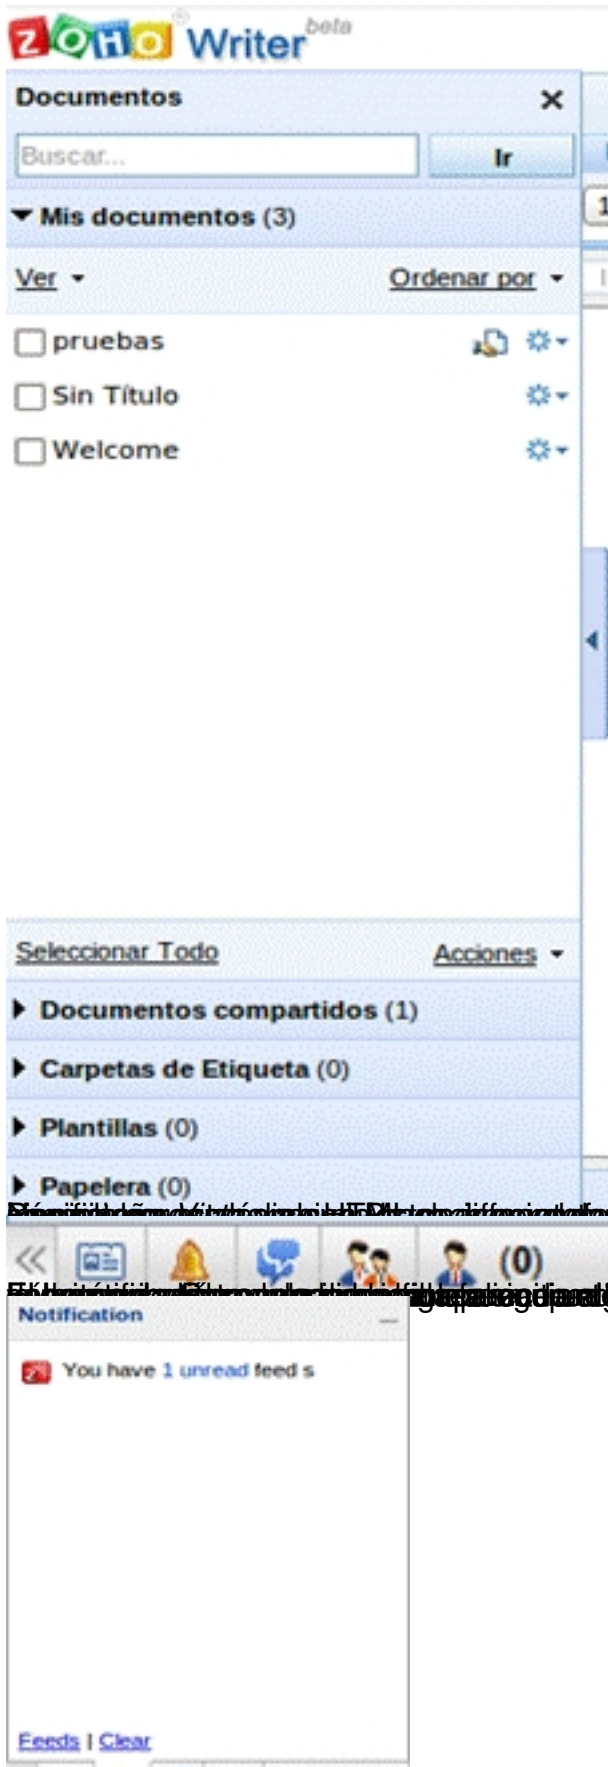 ZOHO® Writer beta
Documentos
Buscar... Ir
Mis documentos (3)
Ver Ordenar por
pruebas
Sin Título
Welcome
Seleccionar Todo Acciones
Documentos compartidos (1)
Carpetas de Etiqueta (0)
Plantillas (0)
Papelera (0)
(0)
Notification
You have 1 unread feed s
Feeds | Clear